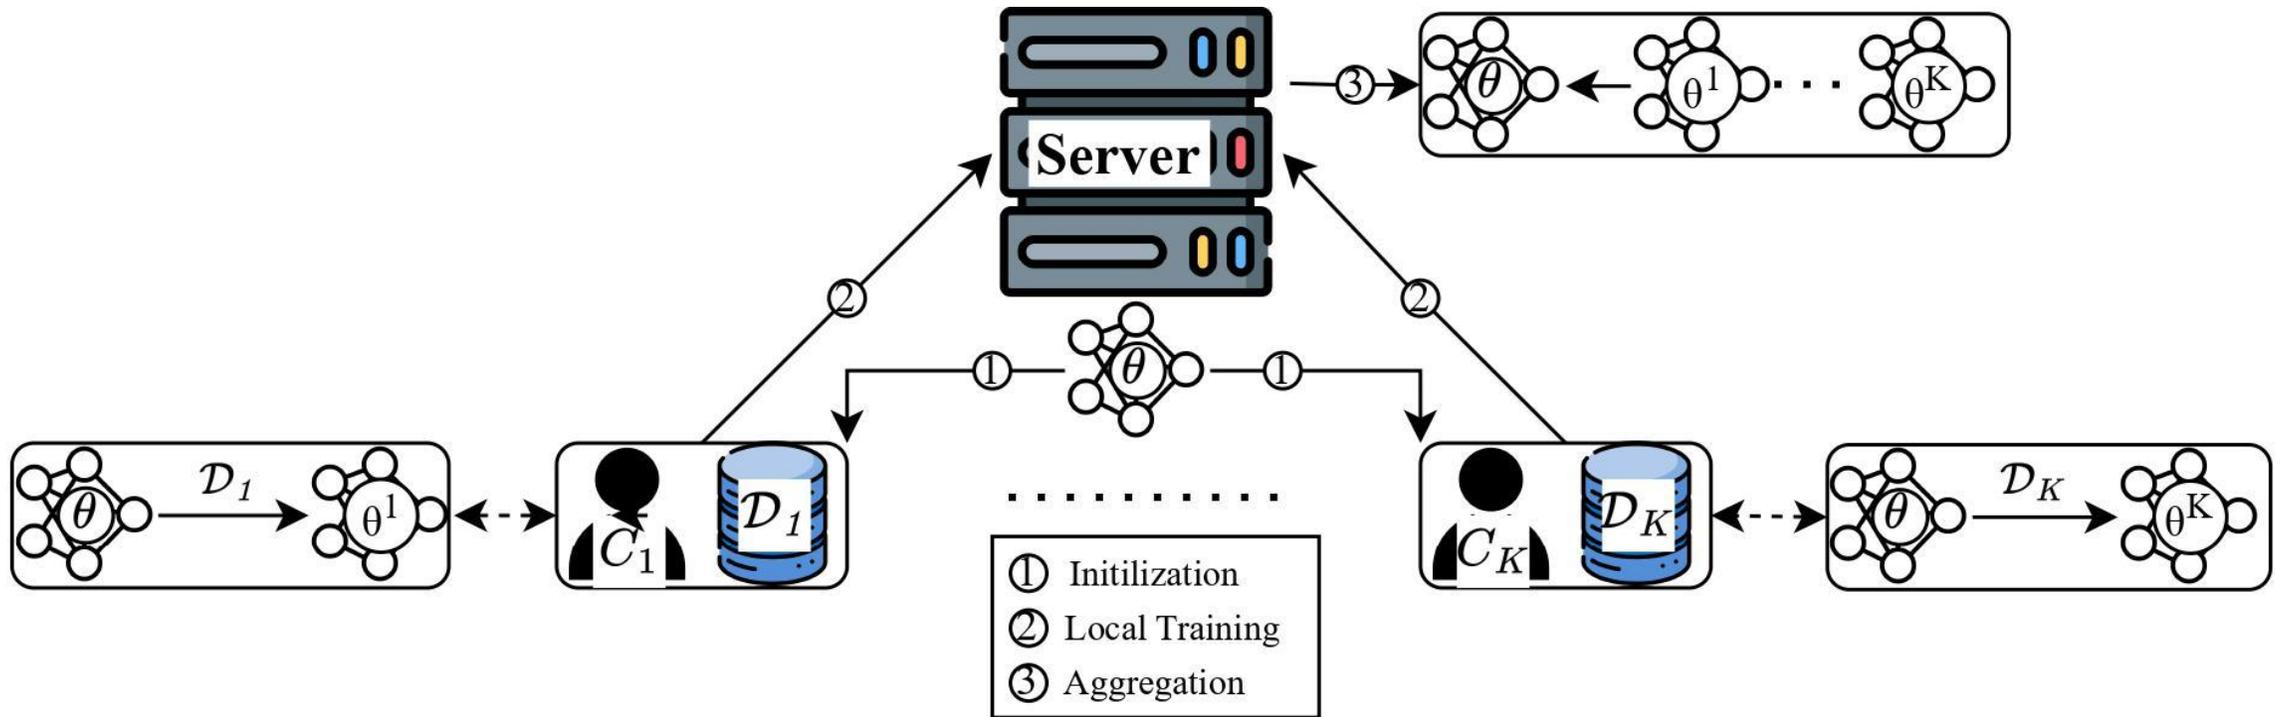 θ θ¹ θᴷ
3
Server
2 2
1 θ 1
θ D₁ θ¹
C₁ D₁
C_K D_K
θ D_K θᴷ
. . . . . . . . . .
1 Initilization
2 Local Training
3 Aggregation